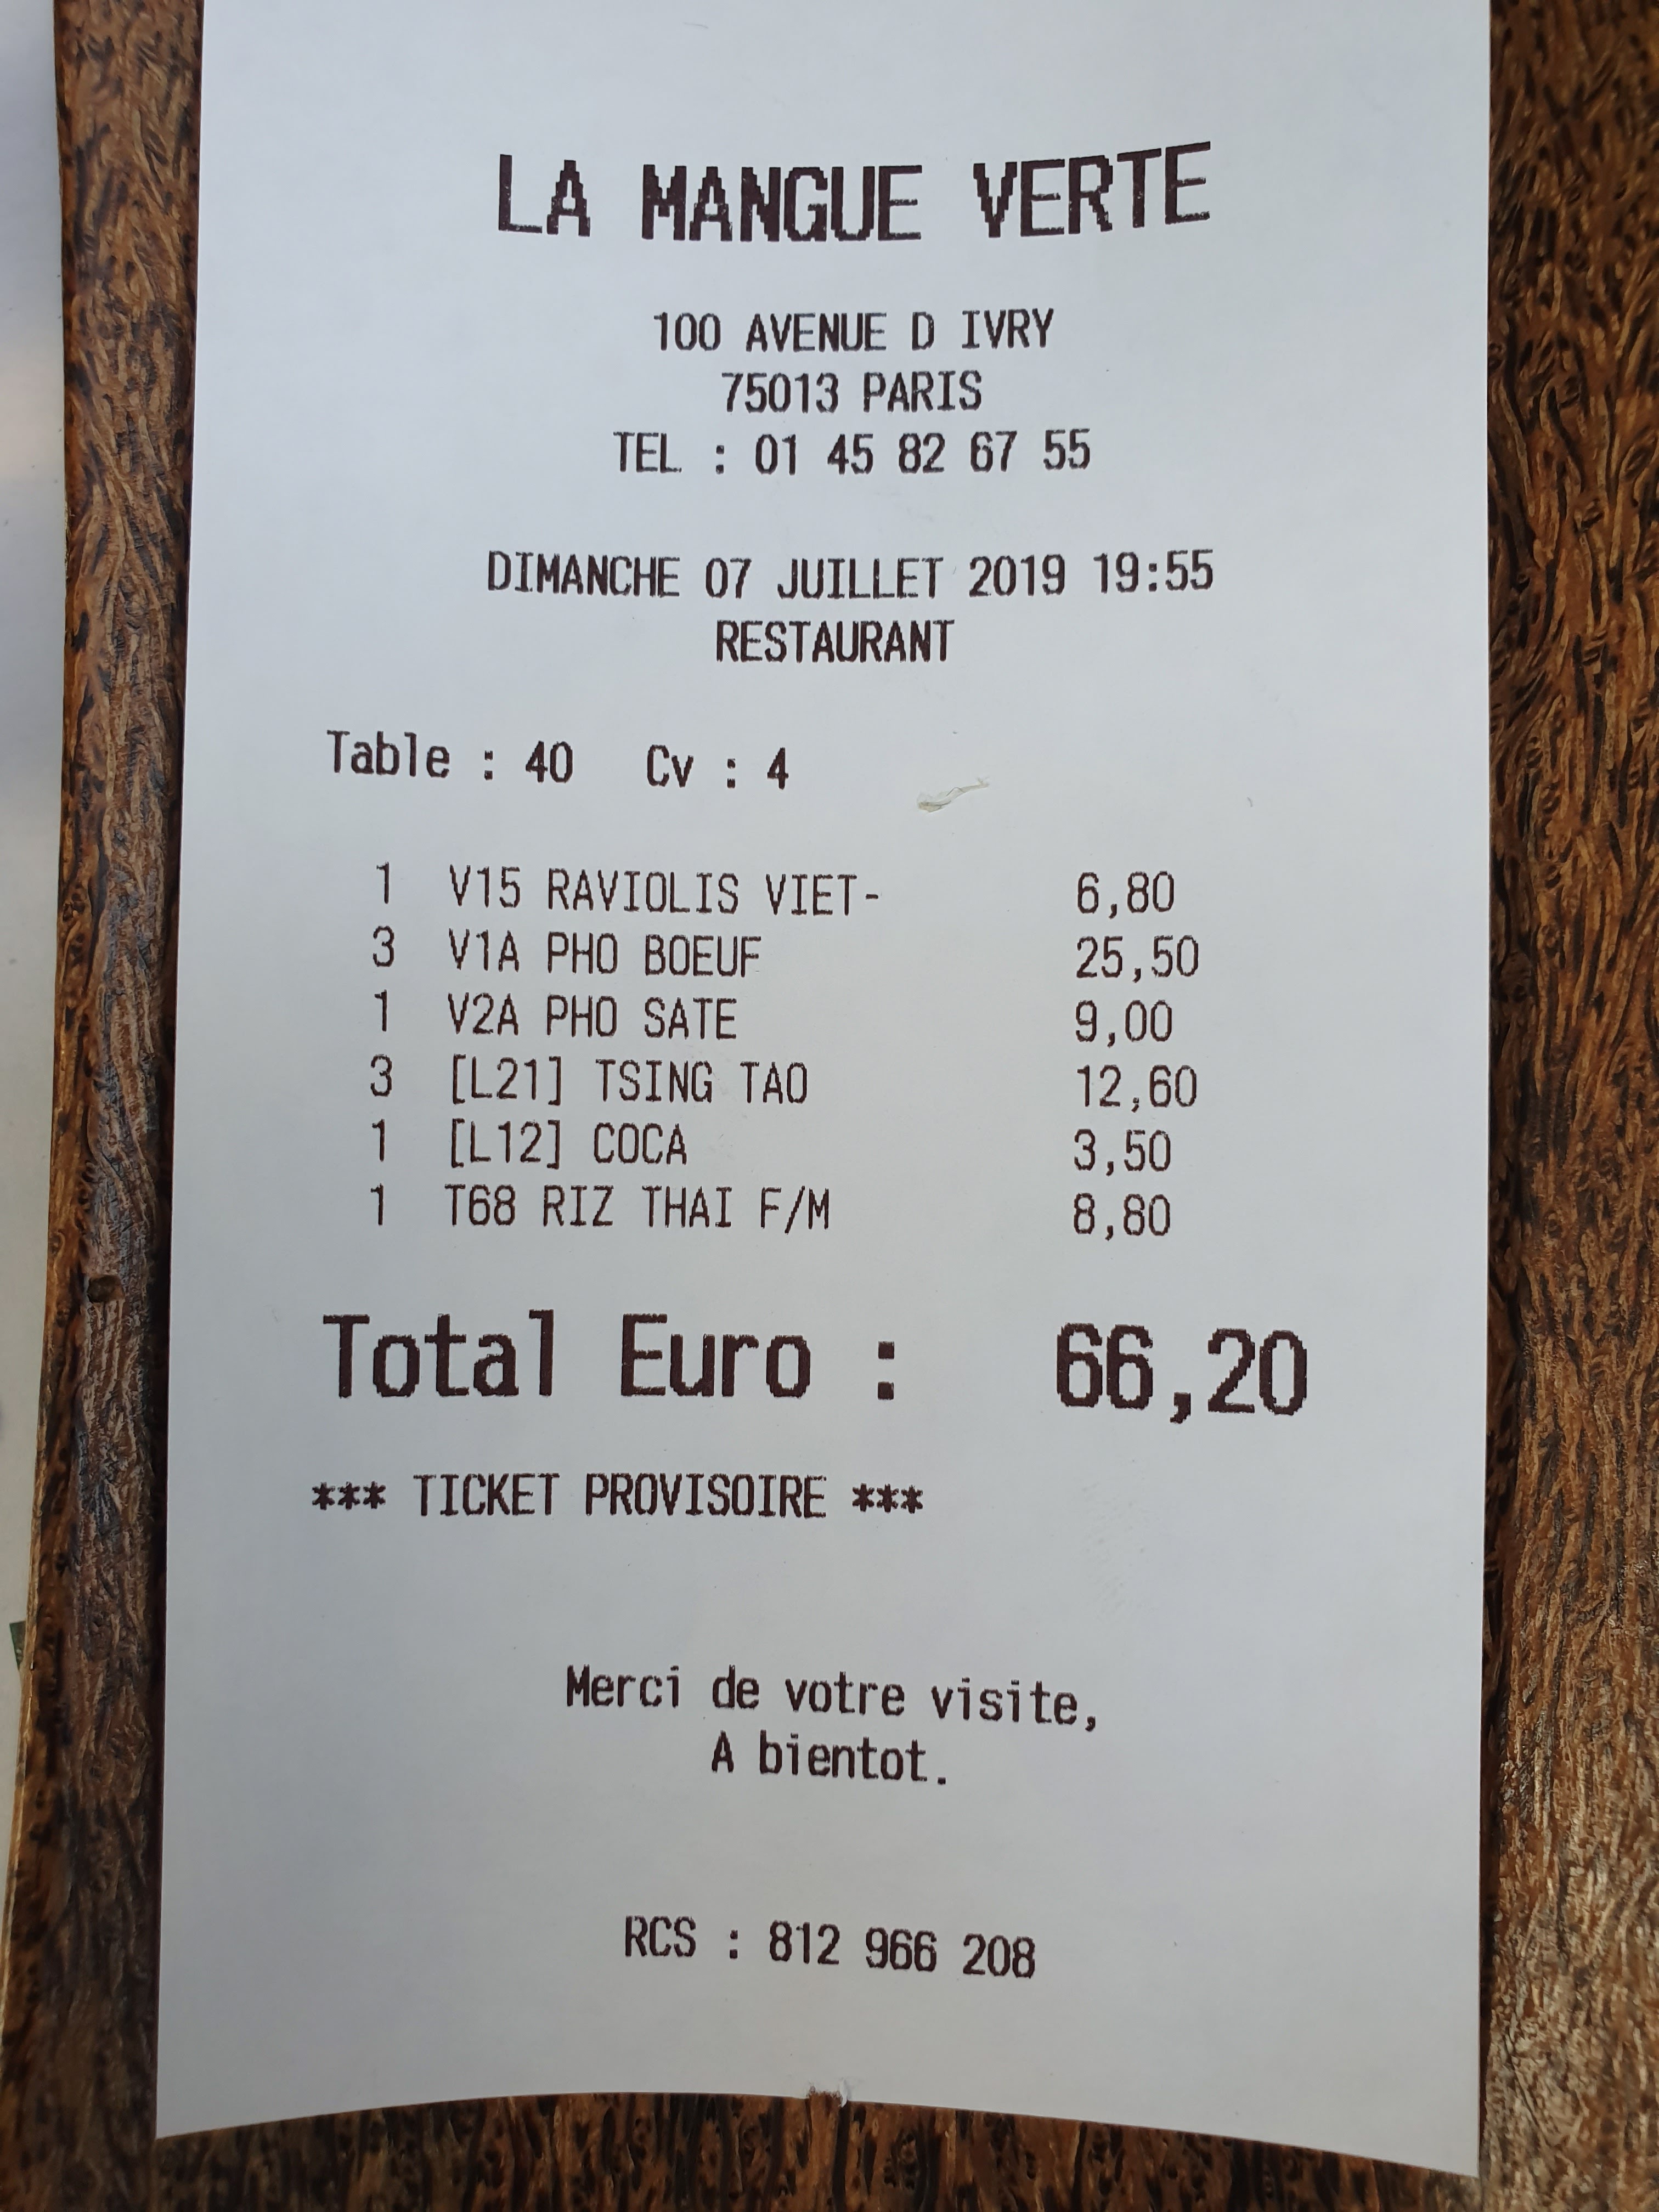 LA MANGUE VERTE
100 AVENUE D IVRY
75013 PARIS
TEL : 01 45 82 67 55
DIMANCHE 07 JUILLET 2019 19:55
RESTAURANT
Table : 40 Cv : 4
1 V15 RAVIOLIS VIET- 6,80
3 V1A PHO BOEUF 25,50
1 V2A PHO SATE 9,00
3 [L21] TSING TAO 12,60
1 [L12] COCA 3,50
1 T68 RIZ THAI F/M 8,80
Total Euro : 66,20
*** TICKET PROVISOIRE ***
Merci de votre visite,
A bientot.
RCS : 812 966 208